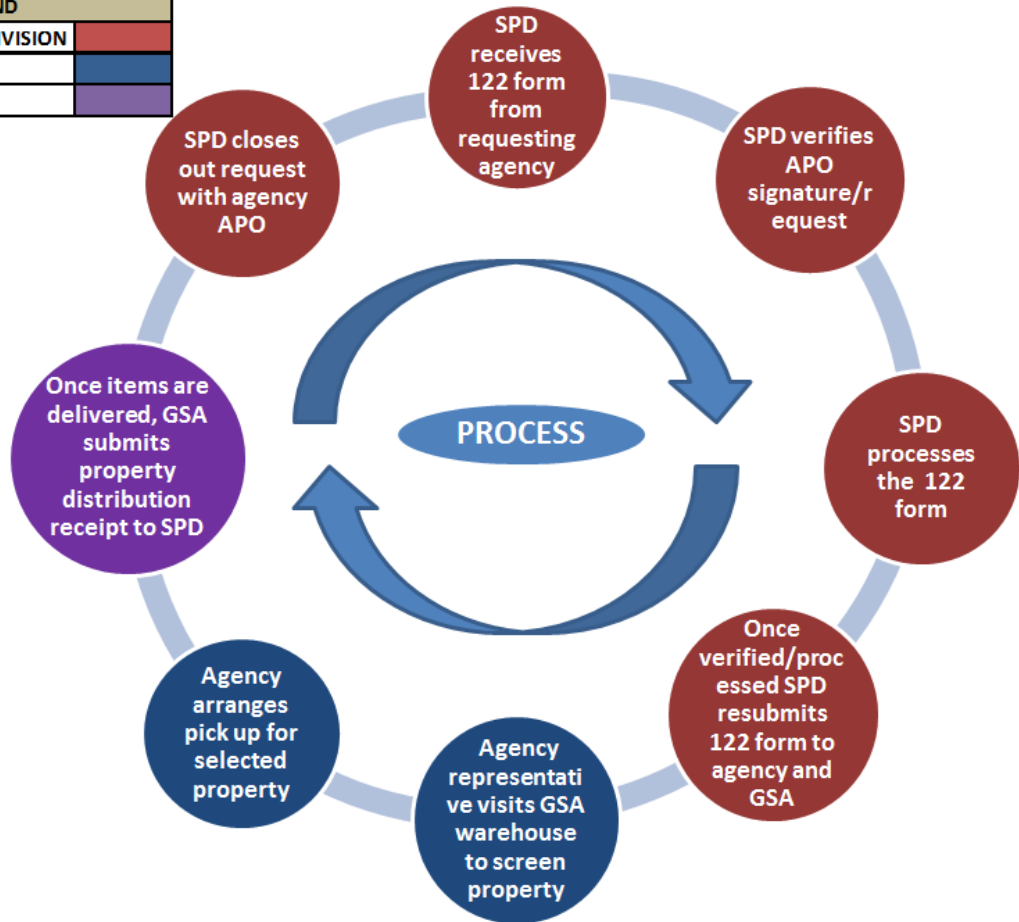 SPD
receives
122 form
from
requesting
agency
SPD verifies
APO
signature/r
equest
SPD
processes
the 122
form
Once
verified/proc
essed SPD
resubmits
122 form to
agency and
GSA
Agency
representati
ve visits GSA
warehouse
to screen
property
Agency
arranges
pick up for
selected
property
Once items are
delivered, GSA
submits
property
distribution
receipt to SPD
SPD closes
out request
with agency
APO
PROCESS